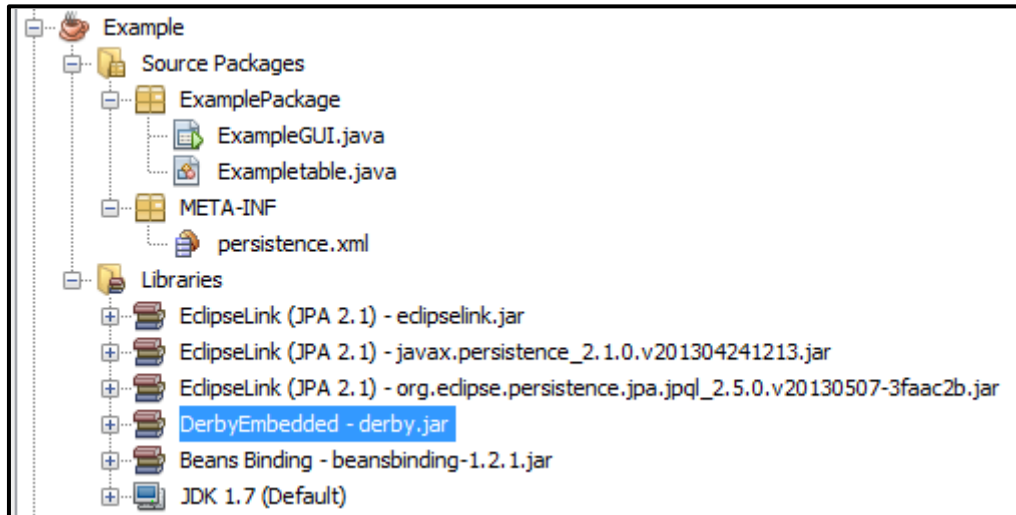 Example
Source Packages
ExamplePackage
ExampleGUI.java
Exampletable.java
META-INF
persistence.xml
Libraries
EclipseLink (JPA 2.1) - eclipselink.jar
EclipseLink (JPA 2.1) - javax.persistence_2.1.0.v201304241213.jar
EclipseLink (JPA 2.1) - org.eclipse.persistence.jpa.jpql_2.5.0.v20130507-3faac2b.jar
DerbyEmbedded - derby.jar
Beans Binding - beansbinding-1.2.1.jar
JDK 1.7 (Default)